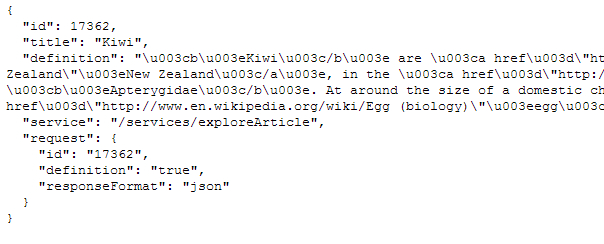 {
  "id": 17362,
  "title": "Kiwi",
  "definition": "\u003cb\u003eKiwi\u003c/b\u003e are \u003ca href\u003d\"ht
Zealand\"\u003eNew Zealand\u003c/a\u003e, in the \u003ca href\u003d\"http:/
\u003cb\u003eApterygidae\u003c/b\u003e. At around the size of a domestic ch
href\u003d\"http://www.en.wikipedia.org/wiki/Egg (biology)\"\u003eegg\u003c
  "service": "/services/exploreArticle",
  "request": {
    "id": "17362",
    "definition": "true",
    "responseFormat": "json"
  }
}